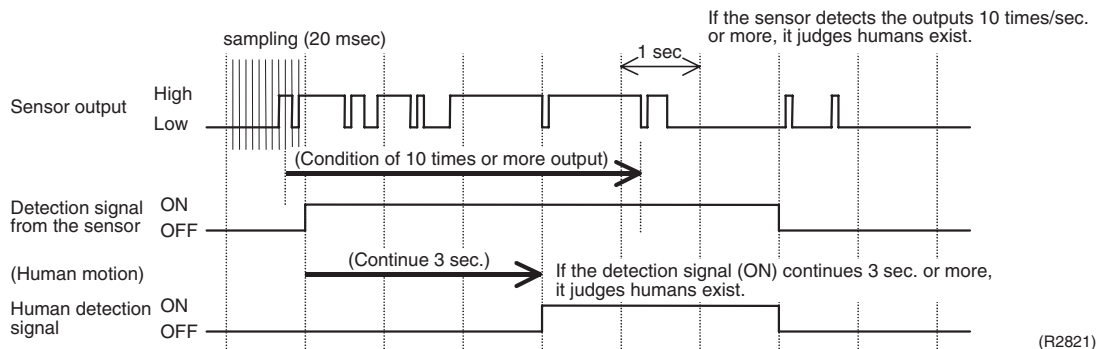 If the sensor detects the outputs 10 times/sec.
or more, it judges humans exist.
sampling (20 msec)
1 sec
Sensor output
High
Low
(Condition of 10 times or more output)
Detection signal
from the sensor
ON
OFF
(Human motion)
(Continue 3 sec.)
If the detection signal (ON) continues 3 sec. or more,
it judges humans exist.
Human detection
signal
ON
OFF
(R2821)